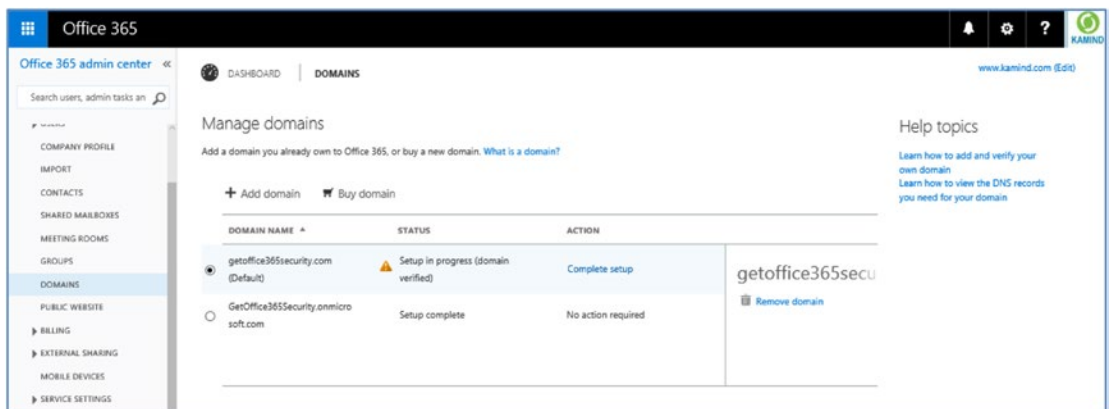 Office 365
?
KAMIND
Office 365 admin center «
Search users, admin tasks an
COMPANY PROFILE
IMPORT
CONTACTS
SHARED MAILBOXES
MEETING ROOMS
GROUPS
DOMAINS
PUBLIC WEBSITE
BILLING
EXTERNAL SHARING
MOBILE DEVICES
SERVICE SETTINGS
DASHBOARD | DOMAINS
www.kamind.com (Edit)
Manage domains
Add a domain you already own to Office 365, or buy a new domain. What is a domain?
+ Add domain Buy domain
DOMAIN NAME STATUS ACTION
getoffice365security.com
(Default)
Setup in progress (domain
verified)
Complete setup
GetOffice365Security.onmicro
soft.com
Setup complete
No action required
getoffice365secu
Remove domain
Help topics
Learn how to add and verify your
own domain
Learn how to view the DNS records
you need for your domain